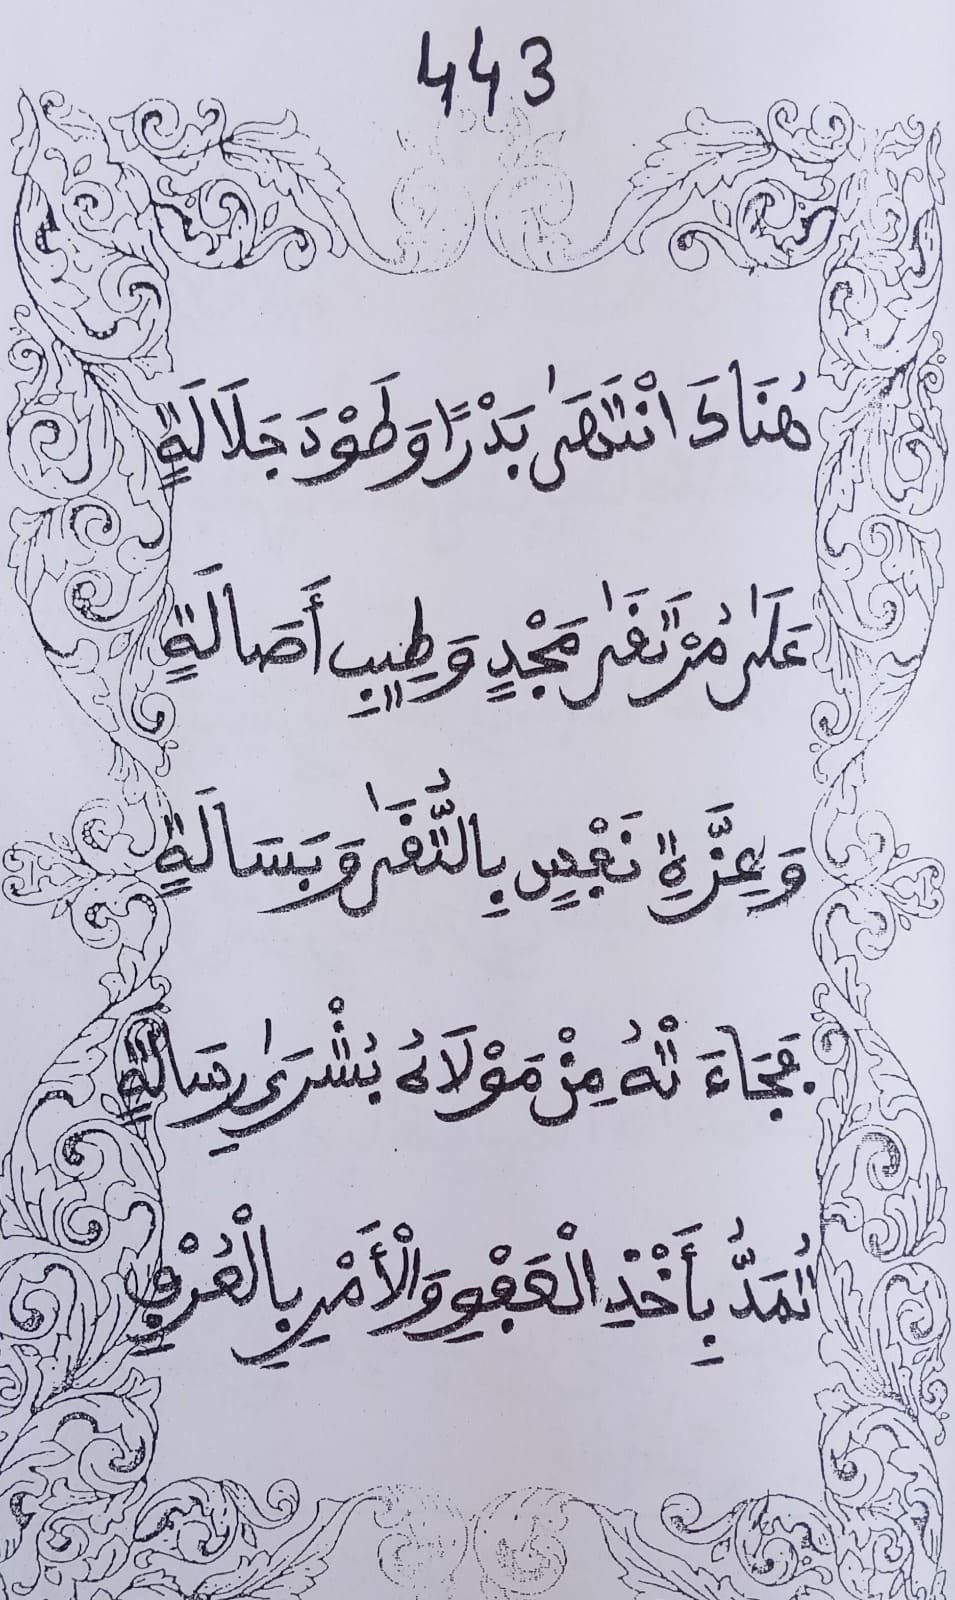 443
هُنَاكَ انْتَهَىٰ بَدْرًا وَطَوْدَ جَلَالَةٍ
عَلَىٰ مُرْتَقَىٰ مَجْدٍ وَطِيبٍ أَصَالَةٍ
وَعِزَّةِ نَفْسٍ بِالتُّقَىٰ وَبَسَالَةٍ
فَجَاءَتْهُ مِنْ مَوْلَاهُ بُشْرَىٰ رِسَالَةٍ
تُمَدُّ بِأَخْذِ الْعَفْوِ وَالْأَمْرِ بِالْعُرْفِ